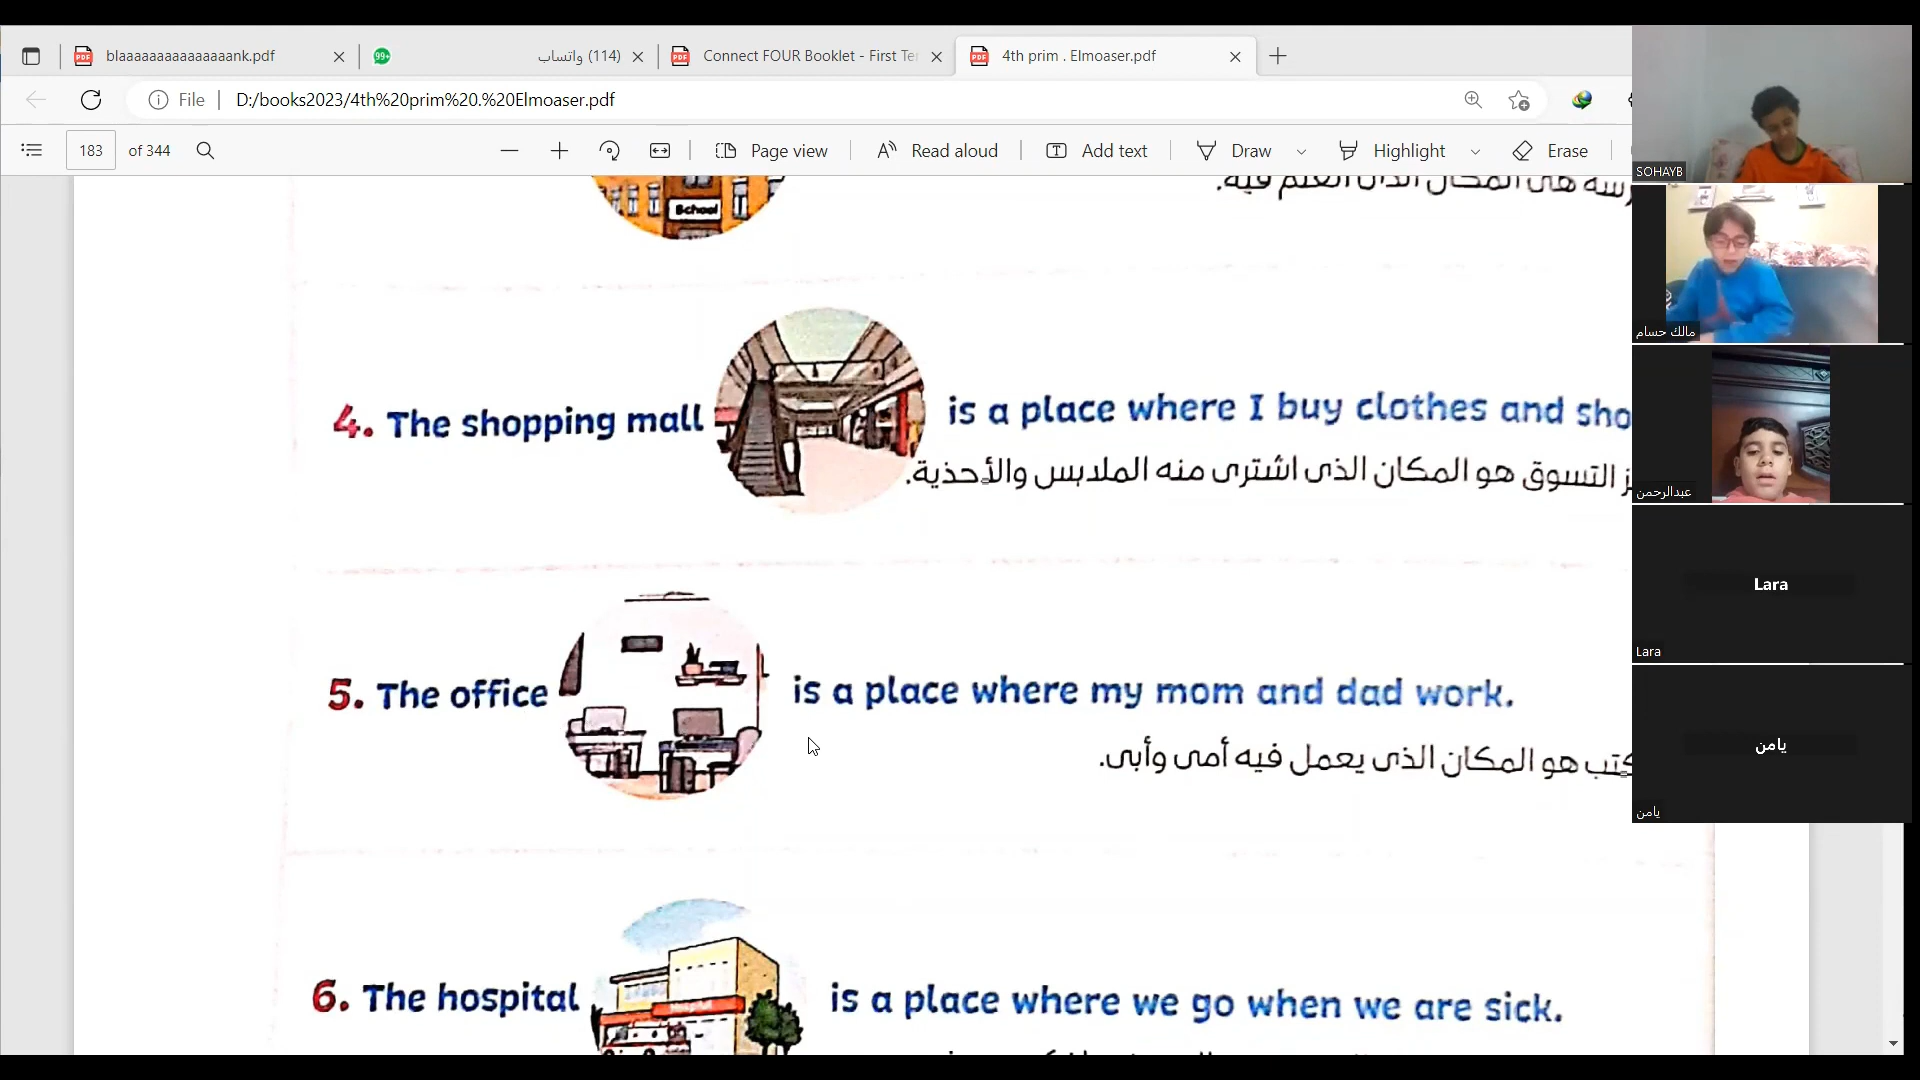 blaaaaaaaaaaaaaaaank.pdf
99+
واتساب (114)
Connect FOUR Booklet - First Te
4th prim . Elmoaser.pdf
File
D:/books2023/4th%20prim%20.%20Elmoaser.pdf
183 of 344
Page view
Read aloud
Add text
Draw
Highlight
Erase
School
4. The shopping mall is a place where I buy clothes and sho
التسوق هو المكان الذى اشترى منه الملابس والأحذية.
5. The office is a place where my mom and dad work.
هو المكان الذى يعمل فيه أمى وأبى.
6. The hospital is a place where we go when we are sick.
SOHAYB
مالك حسام
عبدالرحمن
Lara
Lara
يامن
يامن